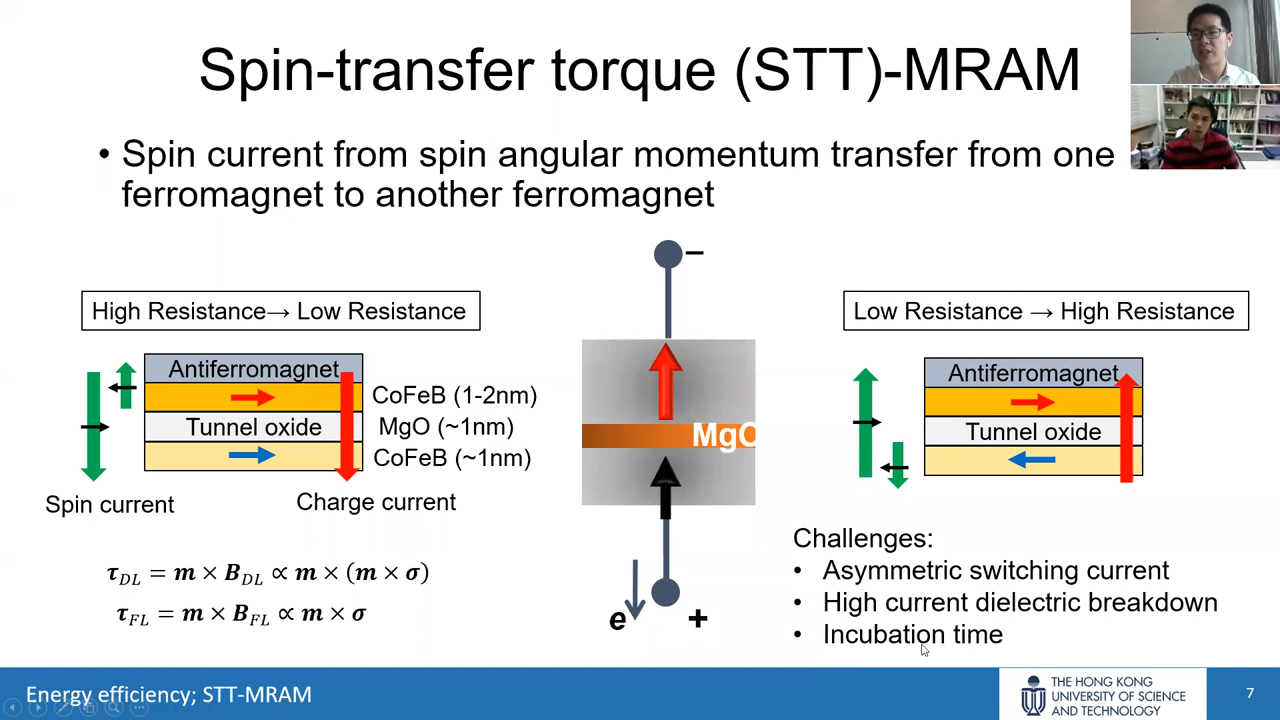 Spin-transfer torque (STT)-MRAM
• Spin current from spin angular momentum transfer from one
ferromagnet to another ferromagnet
High Resistance→ Low Resistance
Antiferromagnet
Tunnel oxide
CoFeB (1-2nm)
MgO (~1nm)
CoFeB (~1nm)
Spin current
Charge current
τ_DL = m × B_DL ∝ m × (m × σ)
τ_FL = m × B_FL ∝ m × σ
–
MgO
e
+
Low Resistance → High Resistance
Antiferromagnet
Tunnel oxide
Challenges:
• Asymmetric switching current
• High current dielectric breakdown
• Incubation time
Energy efficiency; STT-MRAM
THE HONG KONG
UNIVERSITY OF SCIENCE
AND TECHNOLOGY
7